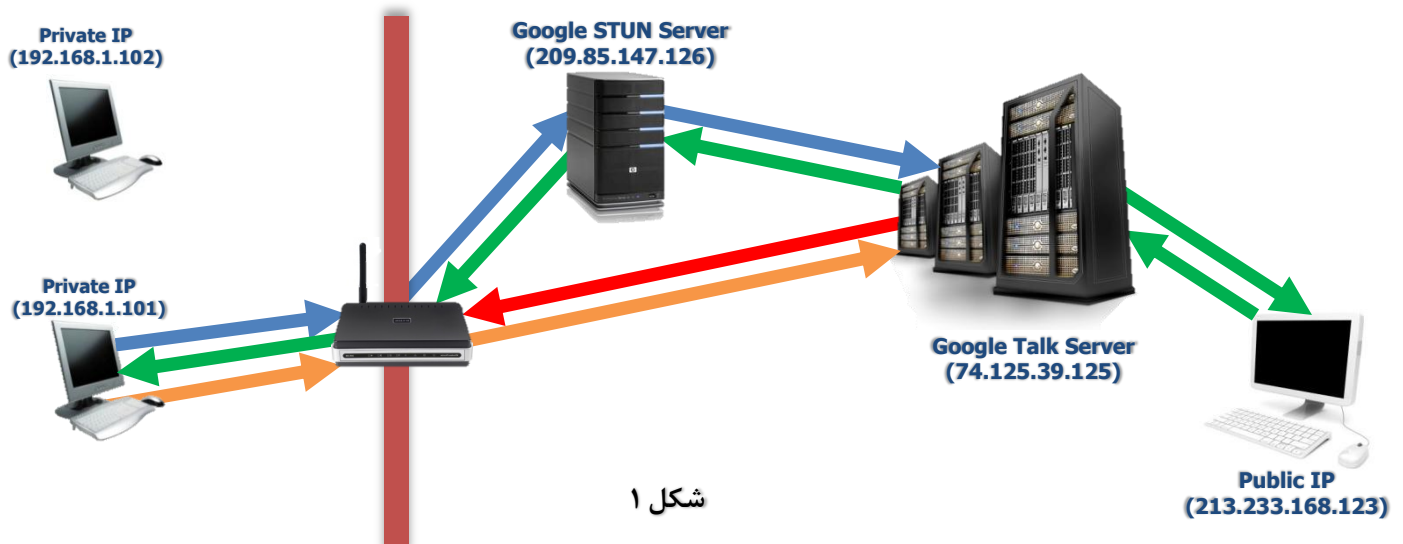 Private IP
(192.168.1.102)
Google STUN Server
(209.85.147.126)
Private IP
(192.168.1.101)
Google Talk Server
(74.125.39.125)
Public IP
(213.233.168.123)
شکل ۱